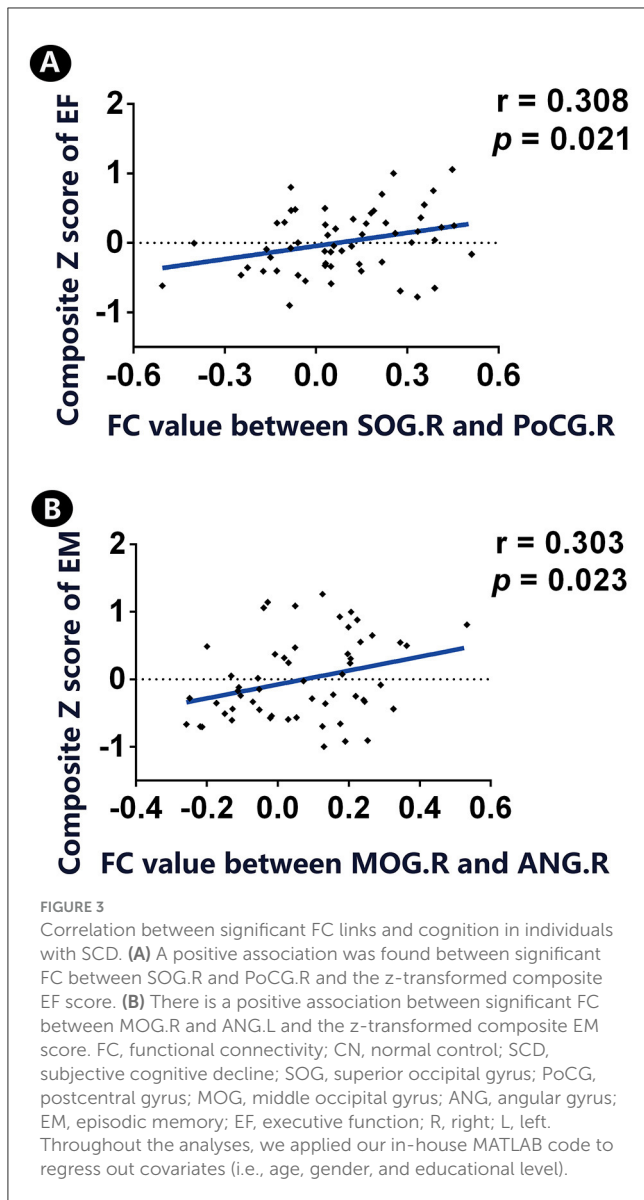 A
Composite Z score of EF
2
1
0
-1
r = 0.308
p = 0.021
-0.6 -0.3 0.0 0.3 0.6
FC value between SOG.R and PoCG.R
B
Composite Z score of EM
2
1
0
-1
r = 0.303
p = 0.023
-0.4 -0.2 0.0 0.2 0.4 0.6
FC value between MOG.R and ANG.R
FIGURE 3
Correlation between significant FC links and cognition in individuals
with SCD. (A) A positive association was found between significant
FC between SOG.R and PoCG.R and the z-transformed composite
EF score. (B) There is a positive association between significant FC
between MOG.R and ANG.L and the z-transformed composite EM
score. FC, functional connectivity; CN, normal control; SCD,
subjective cognitive decline; SOG, superior occipital gyrus; PoCG,
postcentral gyrus; MOG, middle occipital gyrus; ANG, angular gyrus;
EM, episodic memory; EF, executive function; R, right; L, left.
Throughout the analyses, we applied our in-house MATLAB code to
regress out covariates (i.e., age, gender, and educational level).